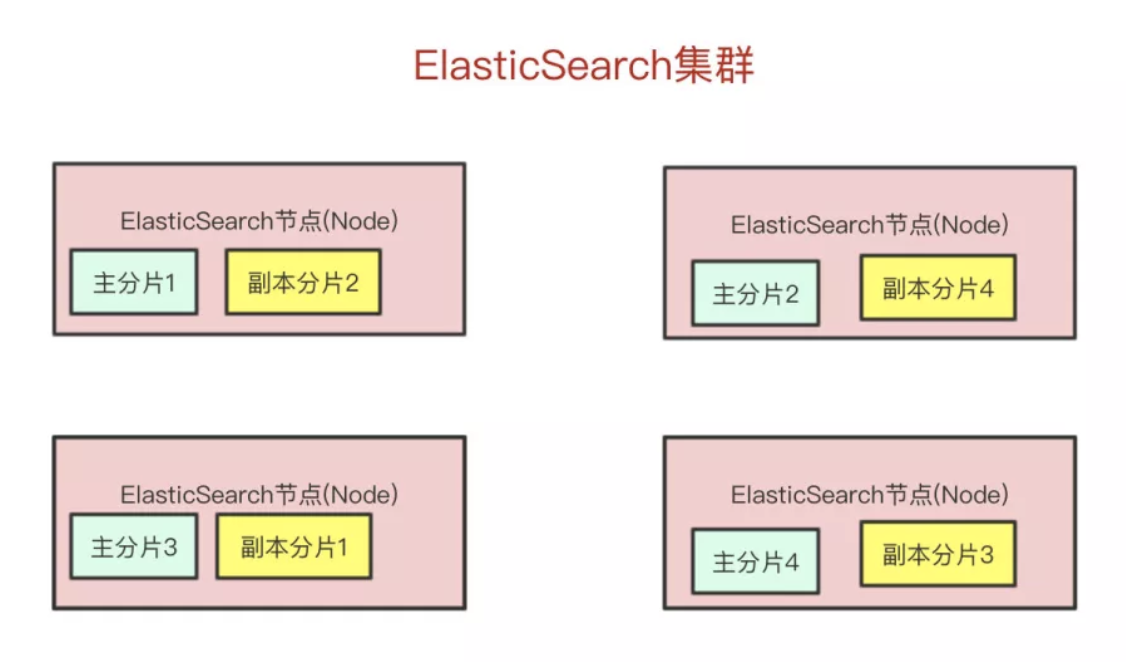 ElasticSearch集群
ElasticSearch节点(Node)
主分片1
副本分片2
ElasticSearch节点(Node)
主分片2
副本分片4
ElasticSearch节点(Node)
主分片3
副本分片1
ElasticSearch节点(Node)
主分片4
副本分片3